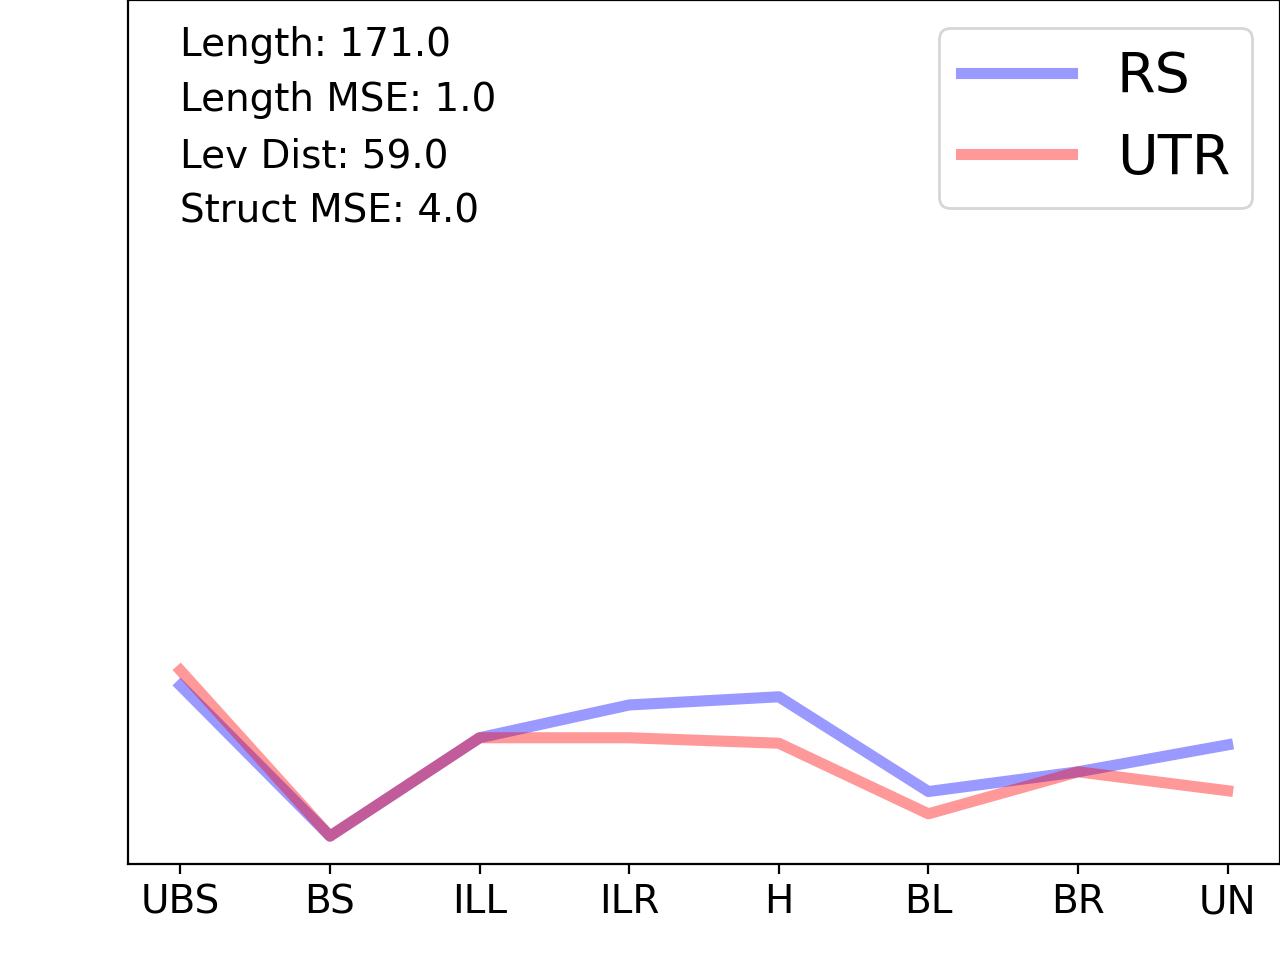 Length: 171.0
Length MSE: 1.0
Lev Dist: 59.0
Struct MSE: 4.0
RS
UTR
UBS BS ILL ILR H BL BR UN